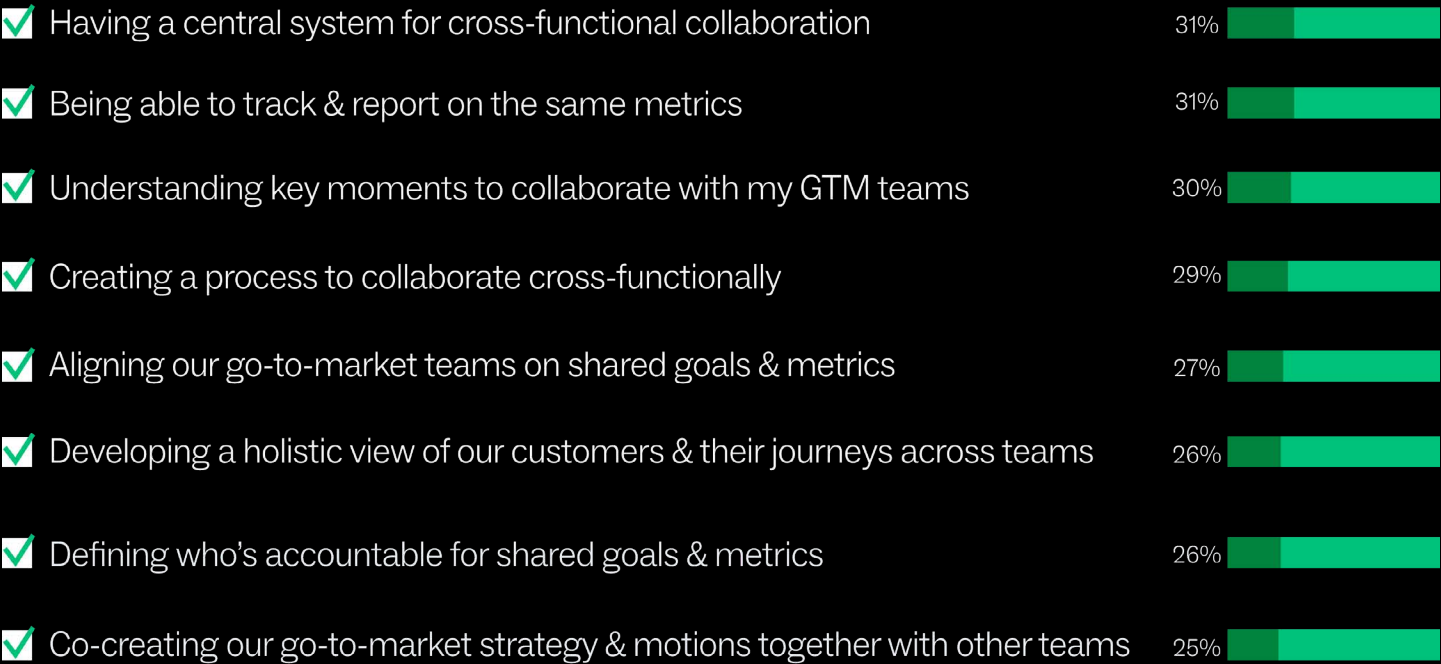 Having a central system for cross-functional collaboration 31%
Being able to track & report on the same metrics 31%
Understanding key moments to collaborate with my GTM teams 30%
Creating a process to collaborate cross-functionally 29%
Aligning our go-to-market teams on shared goals & metrics 27%
Developing a holistic view of our customers & their journeys across teams 26%
Defining who’s accountable for shared goals & metrics 26%
Co-creating our go-to-market strategy & motions together with other teams 25%